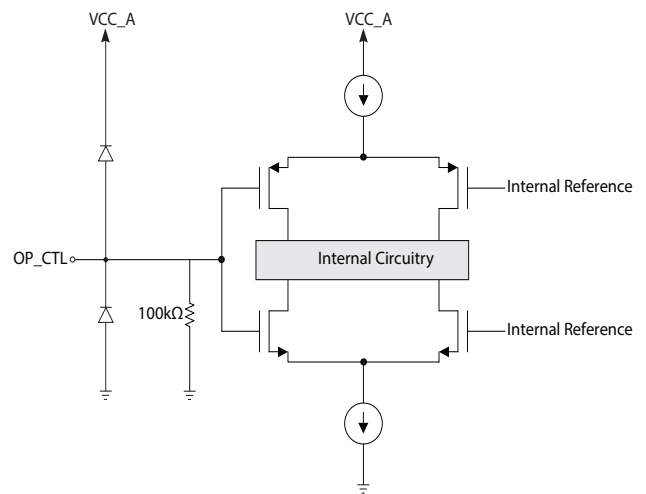 VCC_A
VCC_A
Internal Reference
OP_CTL
Internal Circuitry
100kΩ
Internal Reference